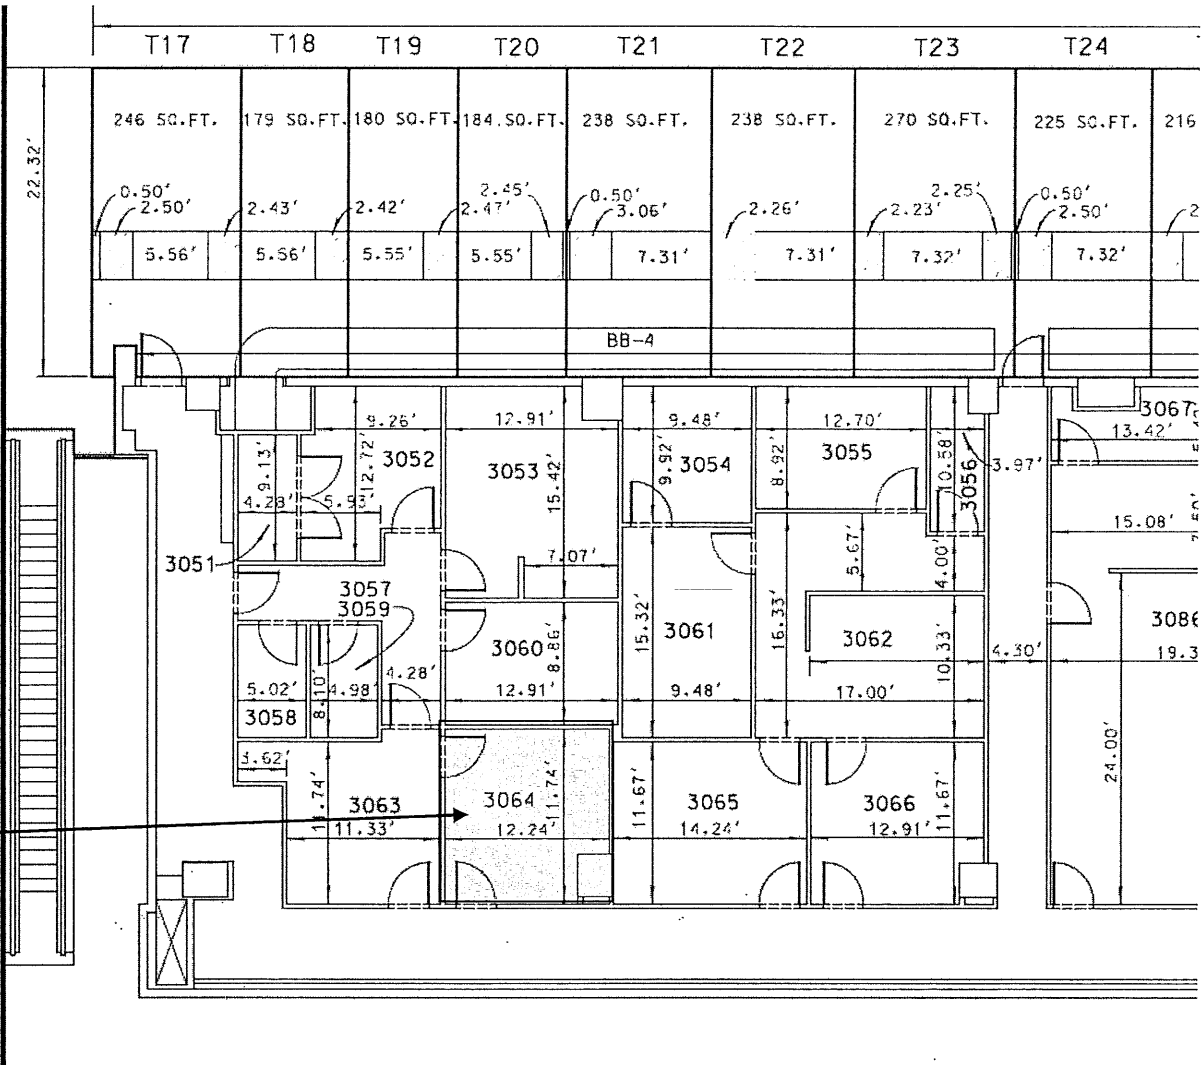 T17 T18 T19 T20 T21 T22 T23 T24
246 SQ.FT. 179 SQ.FT. 180 SQ.FT. 184.SQ.FT. 238 SQ.FT. 238 SQ.FT. 270 SQ.FT. 225 SQ.FT. 216
22.32'
0.50' 2.45' 0.50' 2.25' 0.50'
2.50' 2.43' 2.42' 2.47' 3.06' 2.26' 2.23' 2.50' 2
5.56' 5.56' 5.55' 5.55' 7.31' 7.31' 7.32' 7.32'
BB-4
3067
9.26' 12.91' 9.48' 12.70' 13.42'
9.13' 12.72' 3052 3053 15.42' 9.92' 3054 8.92' 3055 10.58' 3056 3.97'
4.28' 5.93'
15.08'
3051 7.07' 5.67' 4.00'
3057
3059
15.32' 3061 16.33' 3062 10.33' 3086
3060 8.86'
4.30' 19.3
5.02' 8.10' 4.98' 4.28' 12.91' 9.48' 17.00'
3058
3.62' 24.00'
11.74' 3063 3064 11.74' 11.67' 3065 3066 11.67'
11.33' 12.24' 14.24' 12.91'